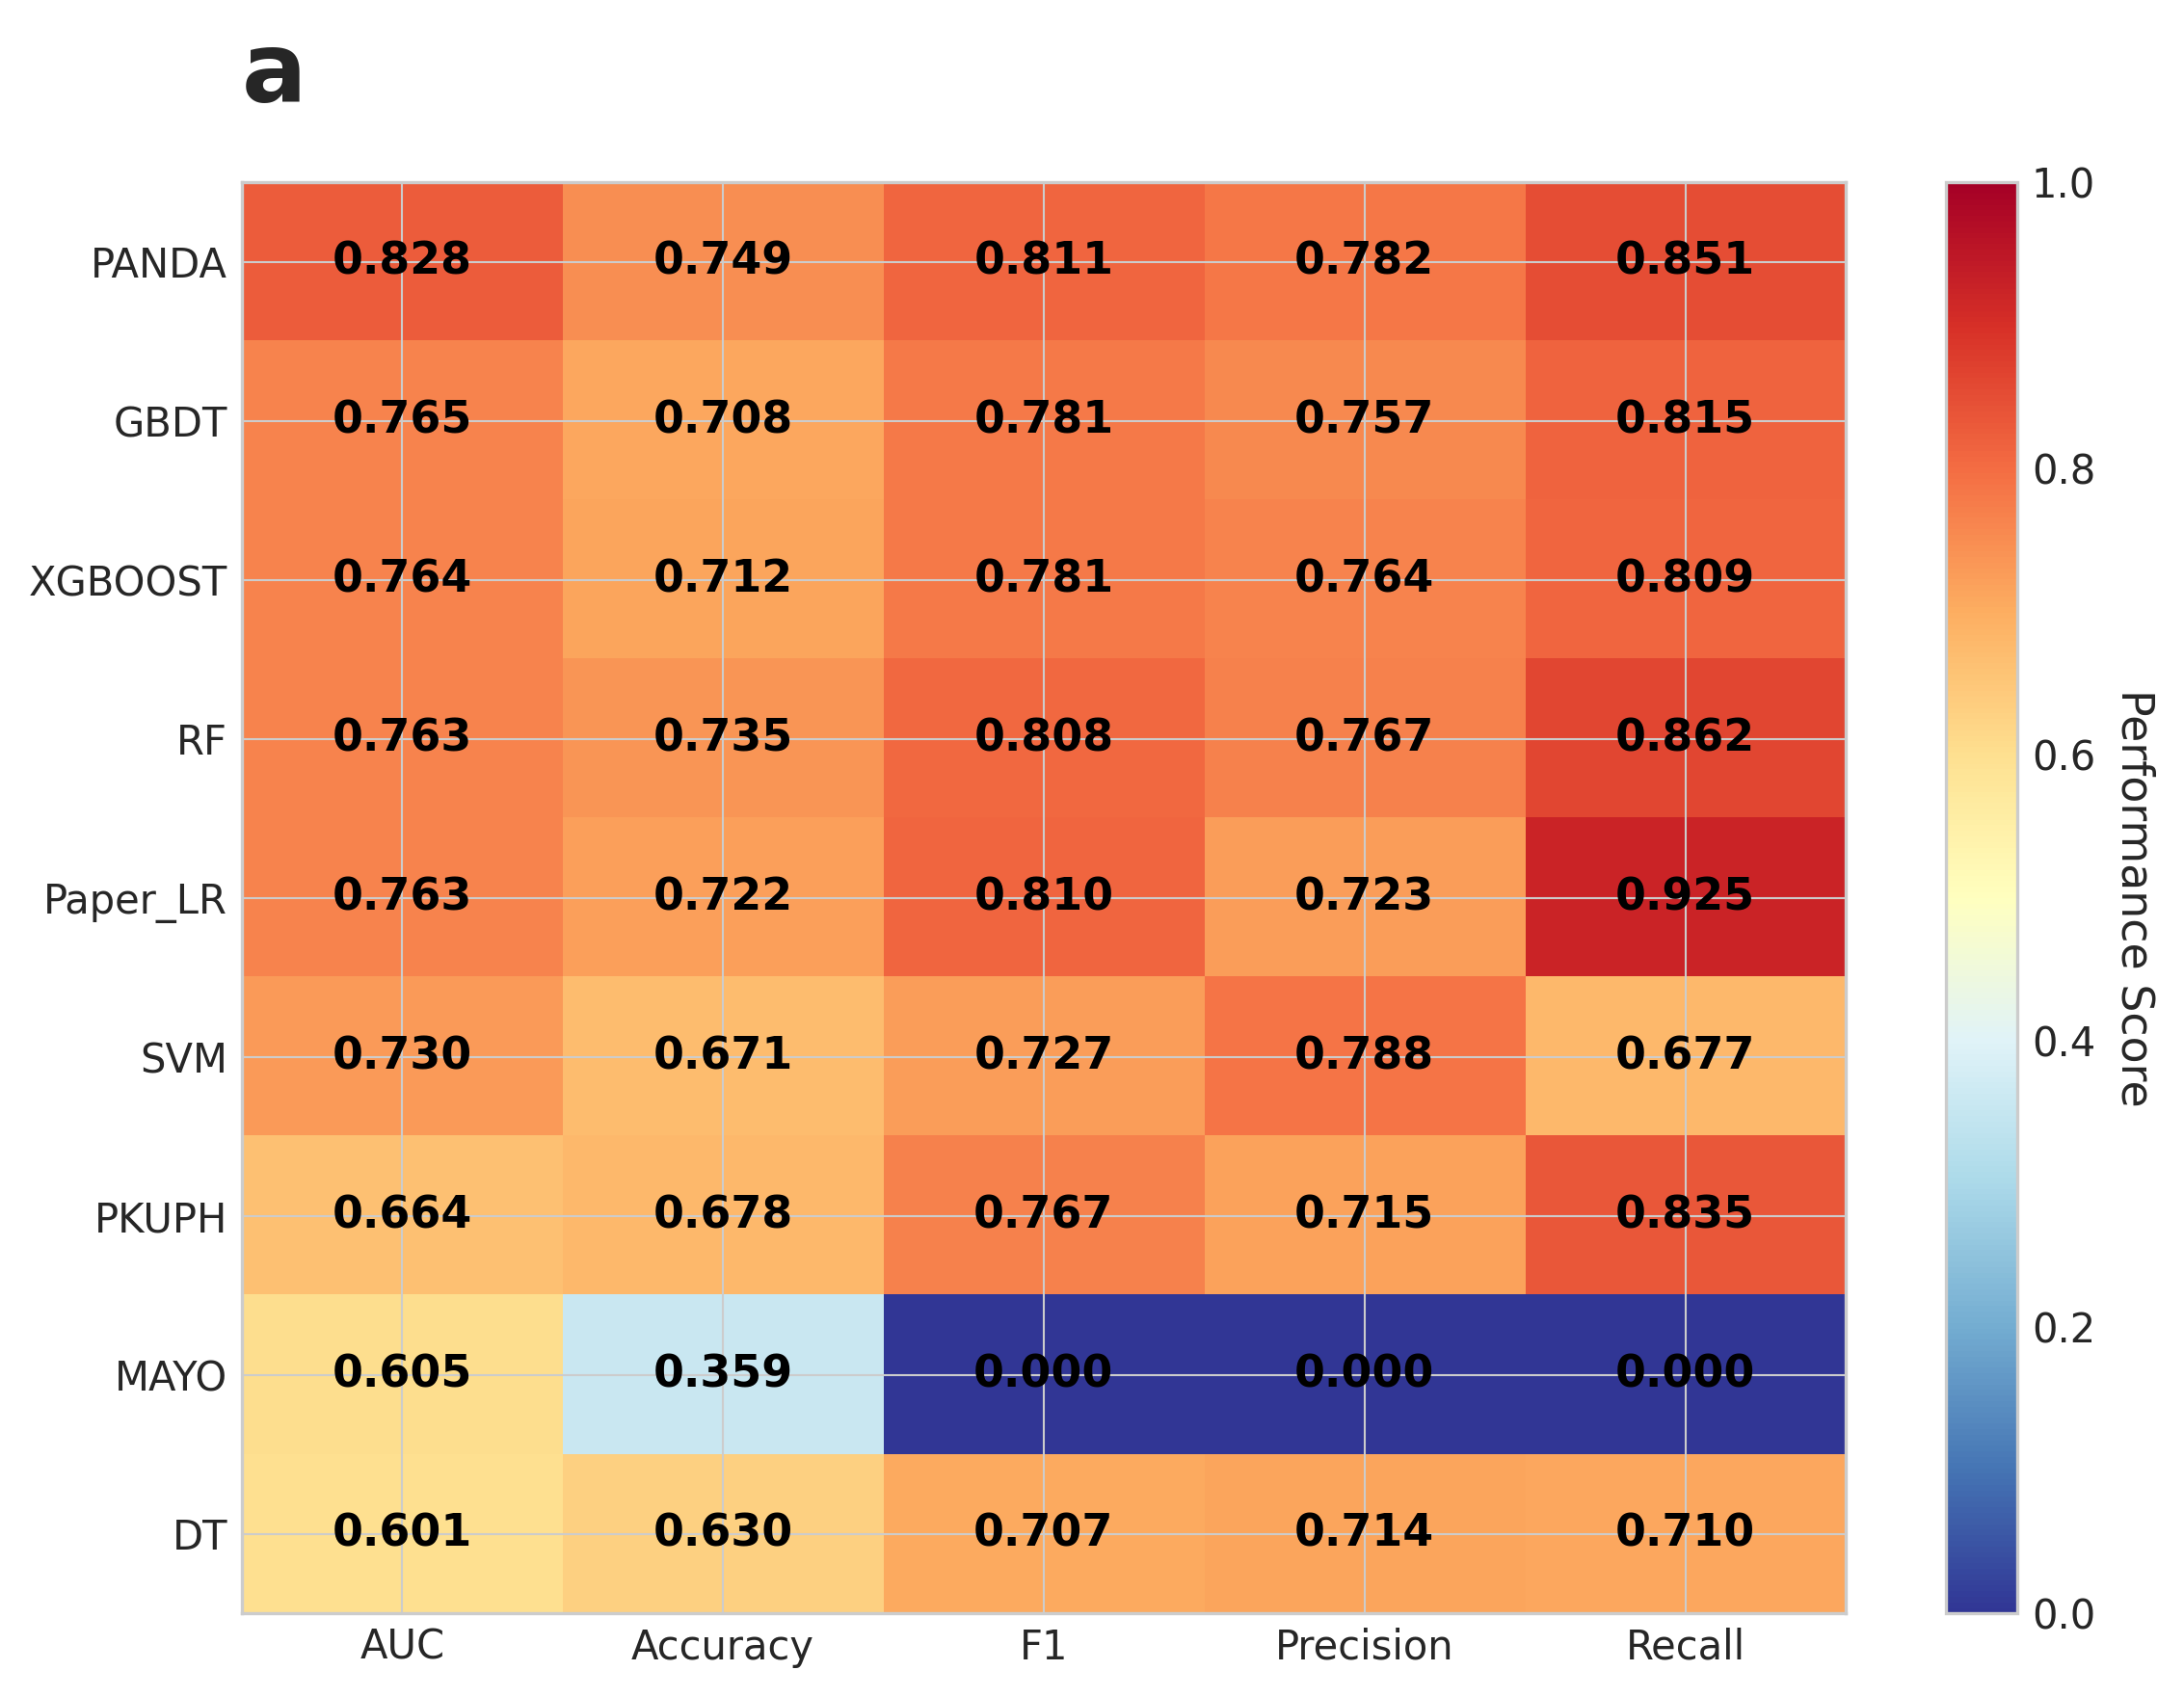 a
PANDA 0.828 0.749 0.811 0.782 0.851
GBDT 0.765 0.708 0.781 0.757 0.815
XGBOOST 0.764 0.712 0.781 0.764 0.809
RF 0.763 0.735 0.808 0.767 0.862
Paper_LR 0.763 0.722 0.810 0.723 0.925
SVM 0.730 0.671 0.727 0.788 0.677
PKUPH 0.664 0.678 0.767 0.715 0.835
MAYO 0.605 0.359 0.000 0.000 0.000
DT 0.601 0.630 0.707 0.714 0.710
AUC Accuracy F1 Precision Recall
1.0
0.8
0.6
0.4
0.2
0.0
Performance Score